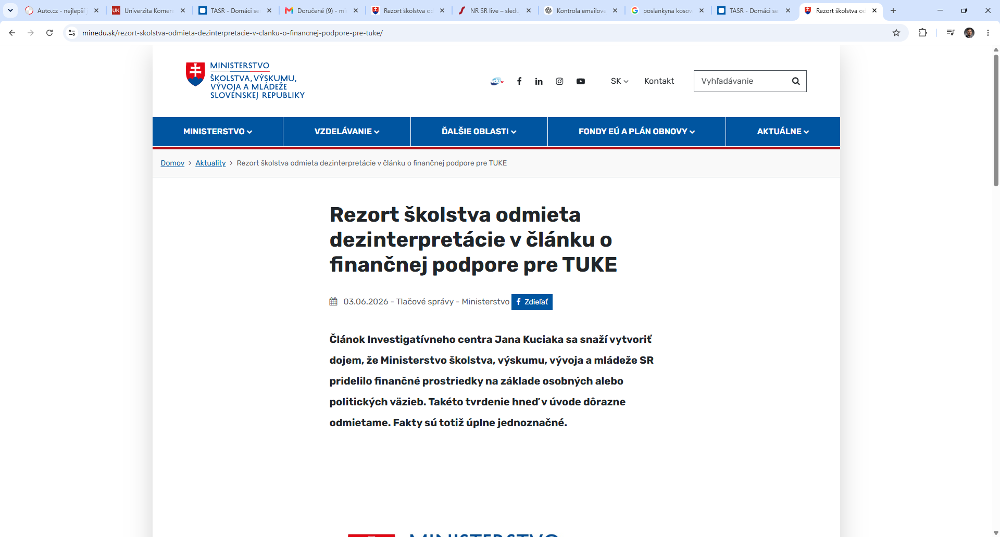 Auto.cz - nejlepší
Univerzita Komen
TASR - Domáci se
Doručené (9) - mi
Rezort školstva od
NR SR live – sledu
Kontrola emailove
poslankyna kosov
TASR - Domáci se
Rezort školstva od
minedu.sk/rezort-skolstva-odmieta-dezinterpretacie-v-clanku-o-financnej-podpore-pre-tuke/
MINISTERSTVO
ŠKOLSTVA, VÝSKUMU,
VÝVOJA A MLÁDEŽE
SLOVENSKEJ REPUBLIKY
SK
Kontakt
Vyhľadávanie
MINISTERSTVO
VZDELÁVANIE
ĎALŠIE OBLASTI
FONDY EÚ A PLÁN OBNOVY
AKTUÁLNE
Domov > Aktuality > Rezort školstva odmieta dezinterpretácie v článku o finančnej podpore pre TUKE
Rezort školstva odmieta
dezinterpretácie v článku o
finančnej podpore pre TUKE
03.06.2026 - Tlačové správy - Ministerstvo Zdieľať
Článok Investigatívneho centra Jana Kuciaka sa snaží vytvoriť
dojem, že Ministerstvo školstva, výskumu, vývoja a mládeže SR
pridelilo finančné prostriedky na základe osobných alebo
politických väzieb. Takéto tvrdenie hneď v úvode dôrazne
odmietame. Fakty sú totiž úplne jednoznačné.